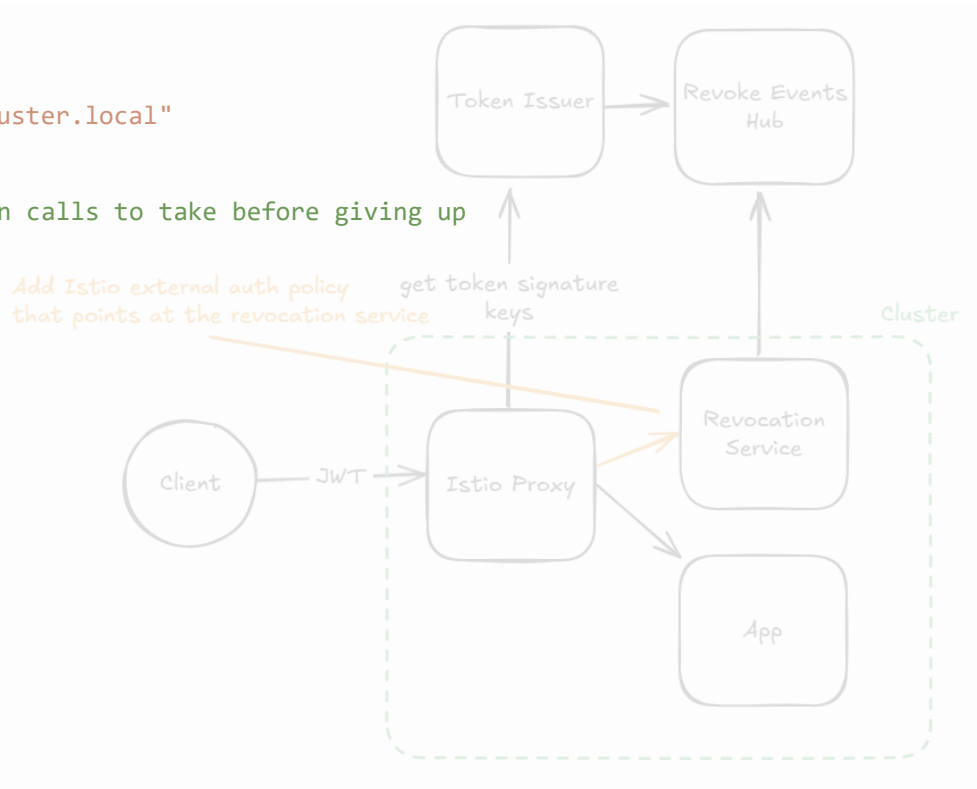 uster.local"
n calls to take before giving up
Token Issuer
Revoke Events
Hub
Add Istio external auth policy
that points at the revocation service
get token signature
keys
Cluster
Client
JWT
Istio Proxy
Revocation
Service
App